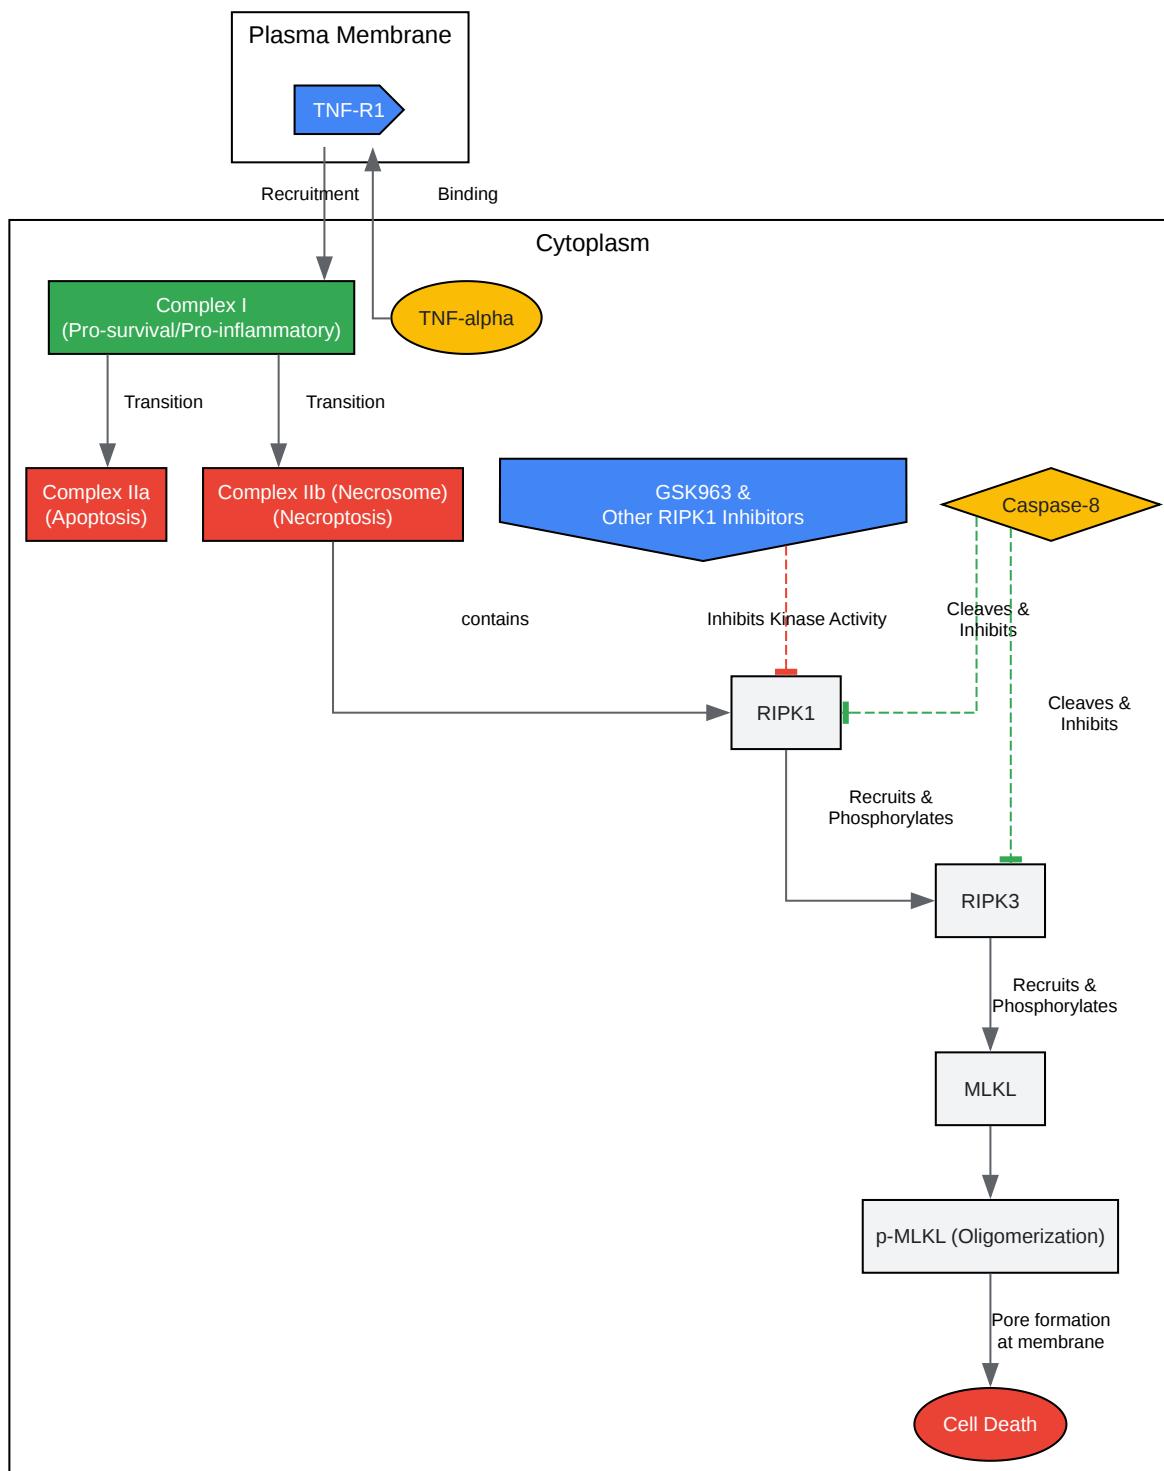 Plasma Membrane
TNF-R1
Recruitment
Binding
Cytoplasm
Complex I
(Pro-survival/Pro-inflammatory)
TNF-alpha
Transition
Transition
Complex IIa
(Apoptosis)
Complex IIb (Necrosome)
(Necroptosis)
GSK963 &
Other RIPK1 Inhibitors
Caspase-8
contains
Inhibits Kinase Activity
Cleaves &
Inhibits
RIPK1
Cleaves &
Inhibits
Recruits &
Phosphorylates
RIPK3
Recruits &
Phosphorylates
MLKL
p-MLKL (Oligomerization)
Pore formation
at membrane
Cell Death